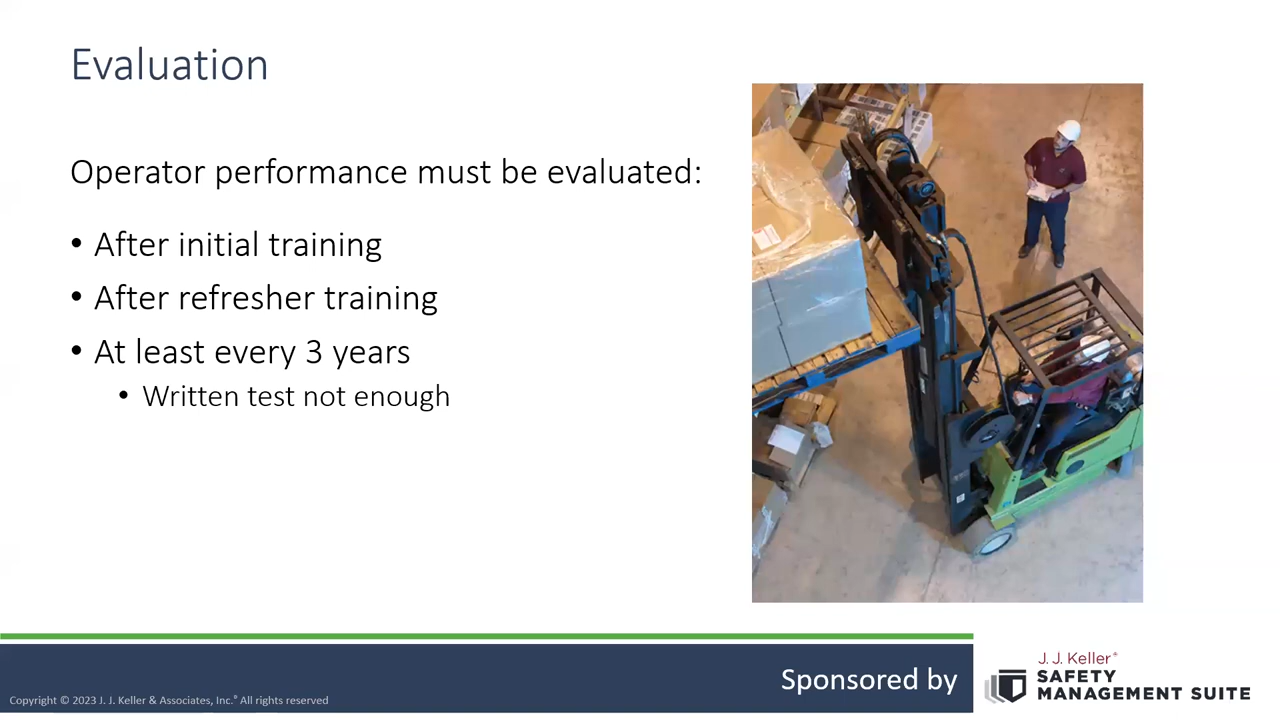 Evaluation
Operator performance must be evaluated:
• After initial training
• After refresher training
• At least every 3 years
• Written test not enough
Sponsored by
J. J. Keller®
SAFETY
MANAGEMENT SUITE
Copyright © 2023 J. J. Keller & Associates, Inc.® All rights reserved